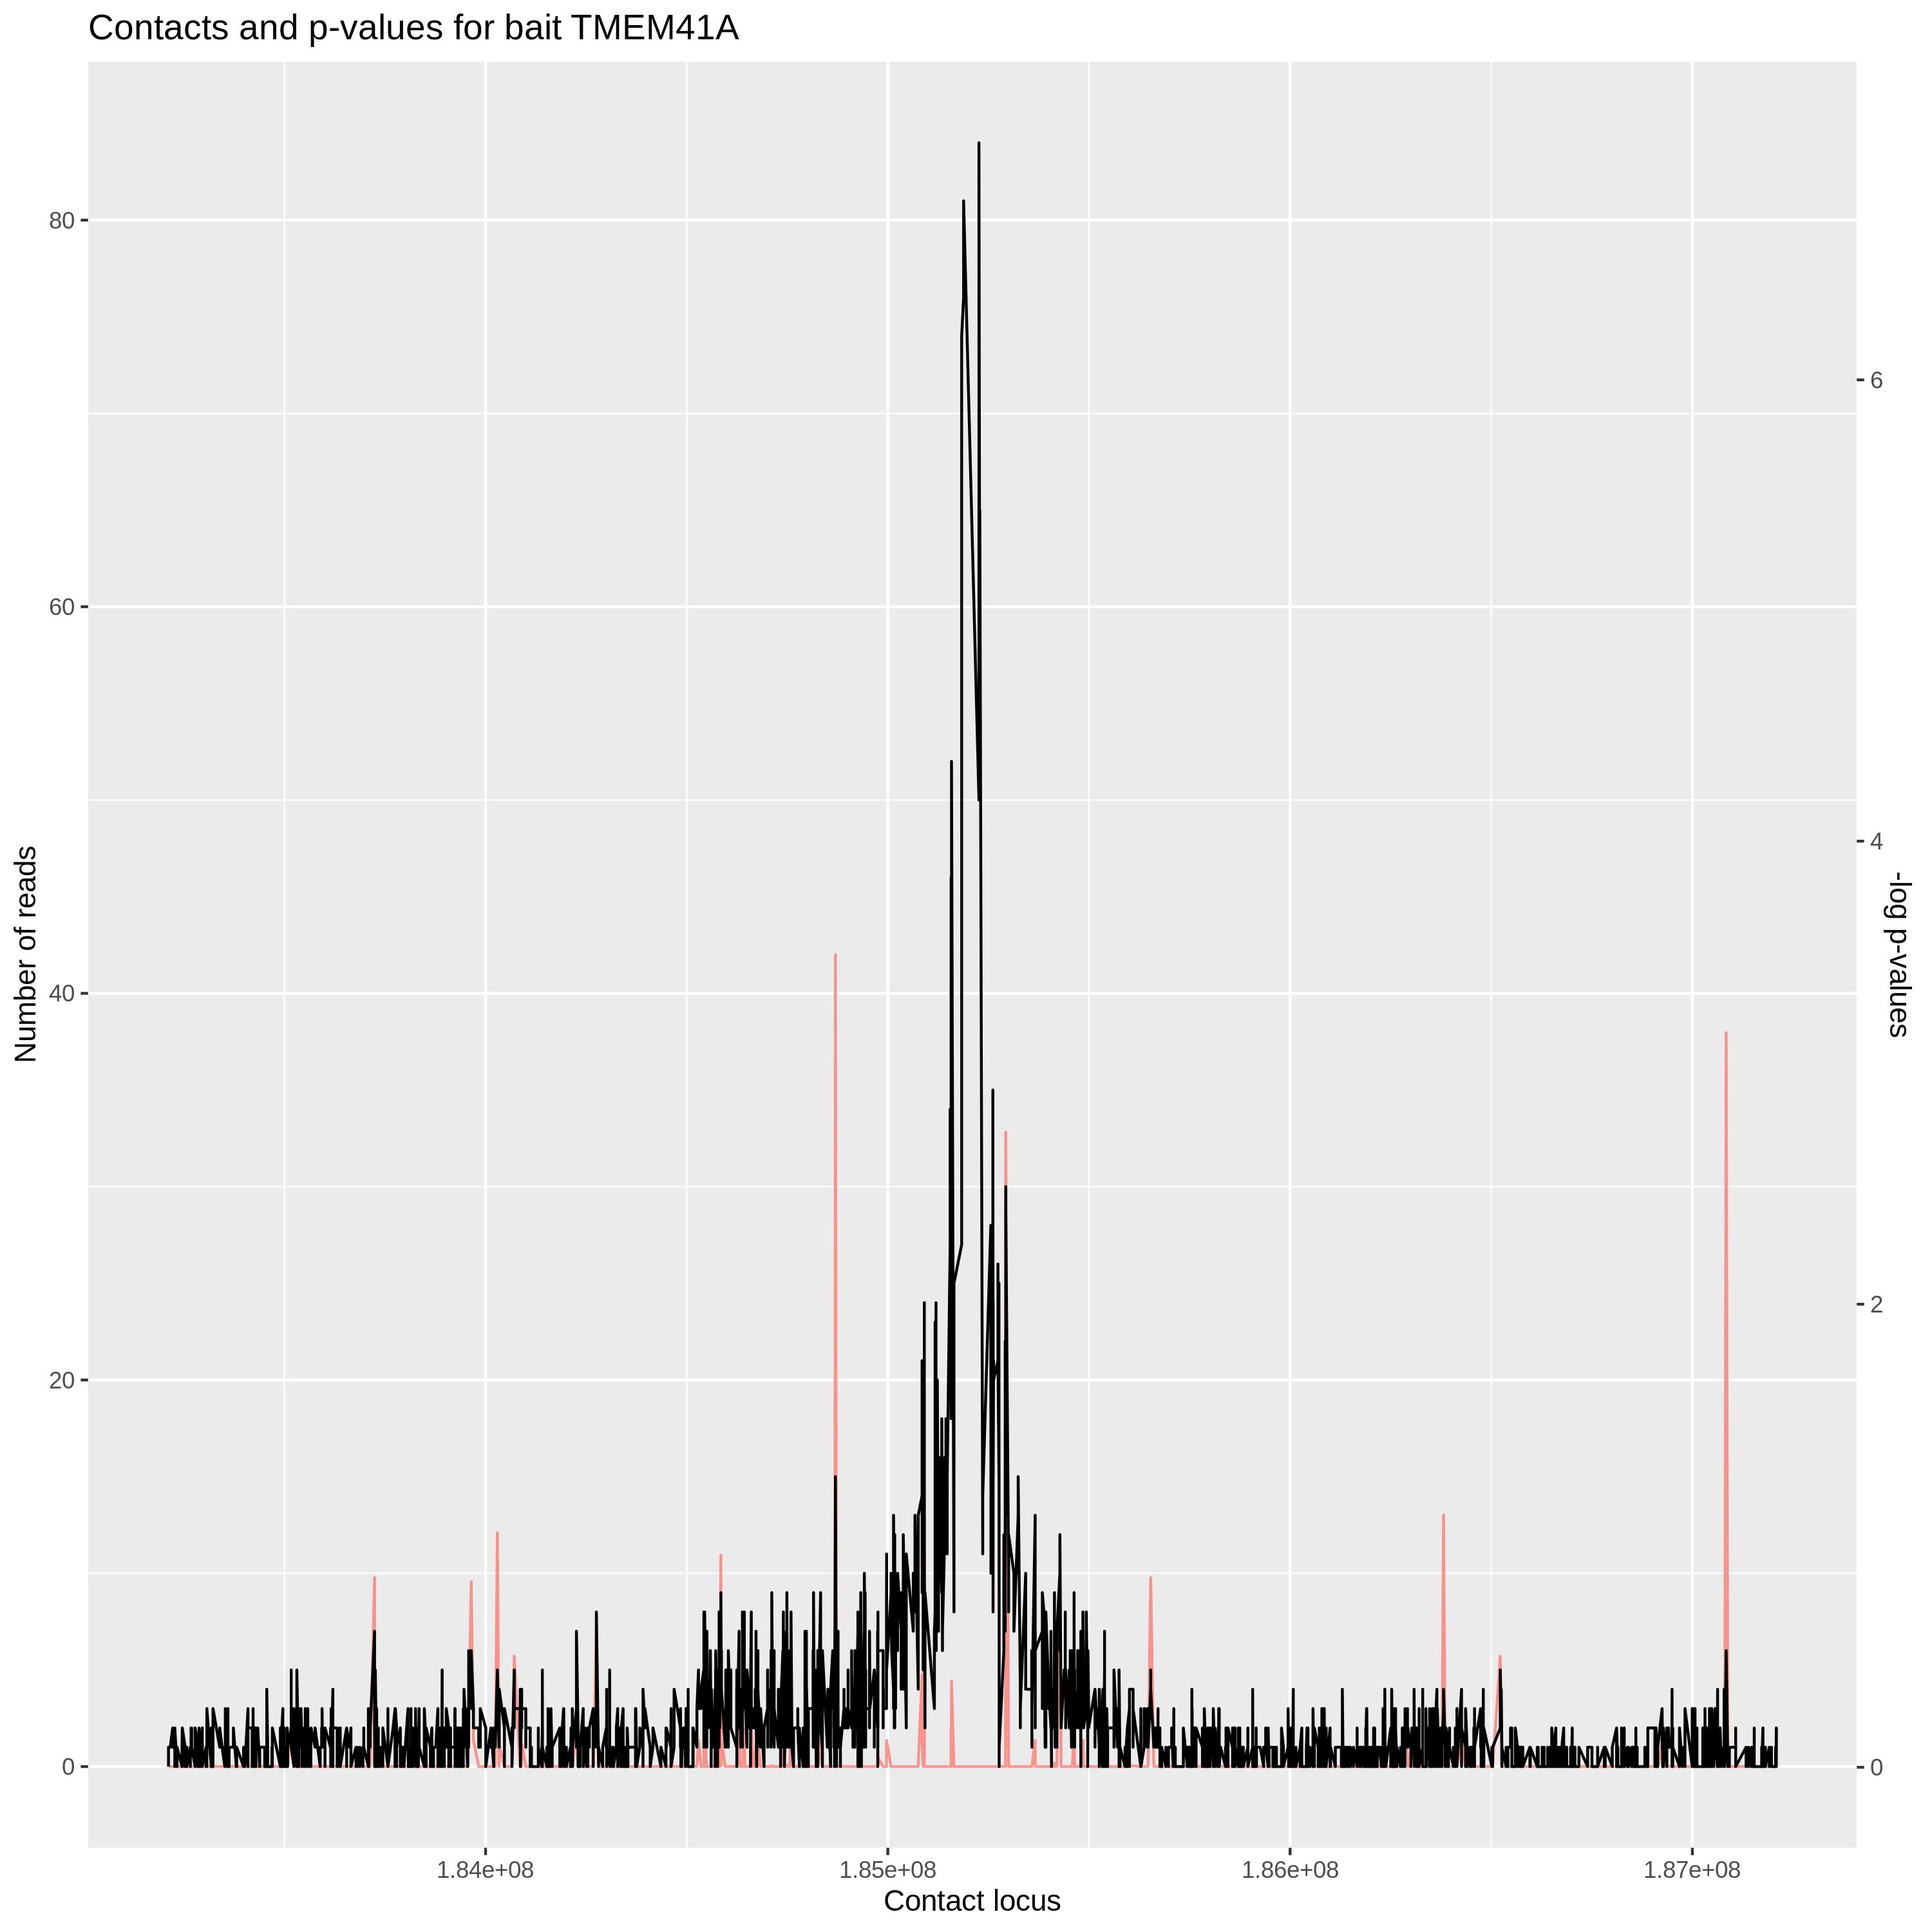 Contacts and p-values for bait TMEM41A
80
60
40
20
0
Number of reads
6
4
2
0
-log p-values
1.84e+08
1.85e+08
1.86e+08
1.87e+08
Contact locus